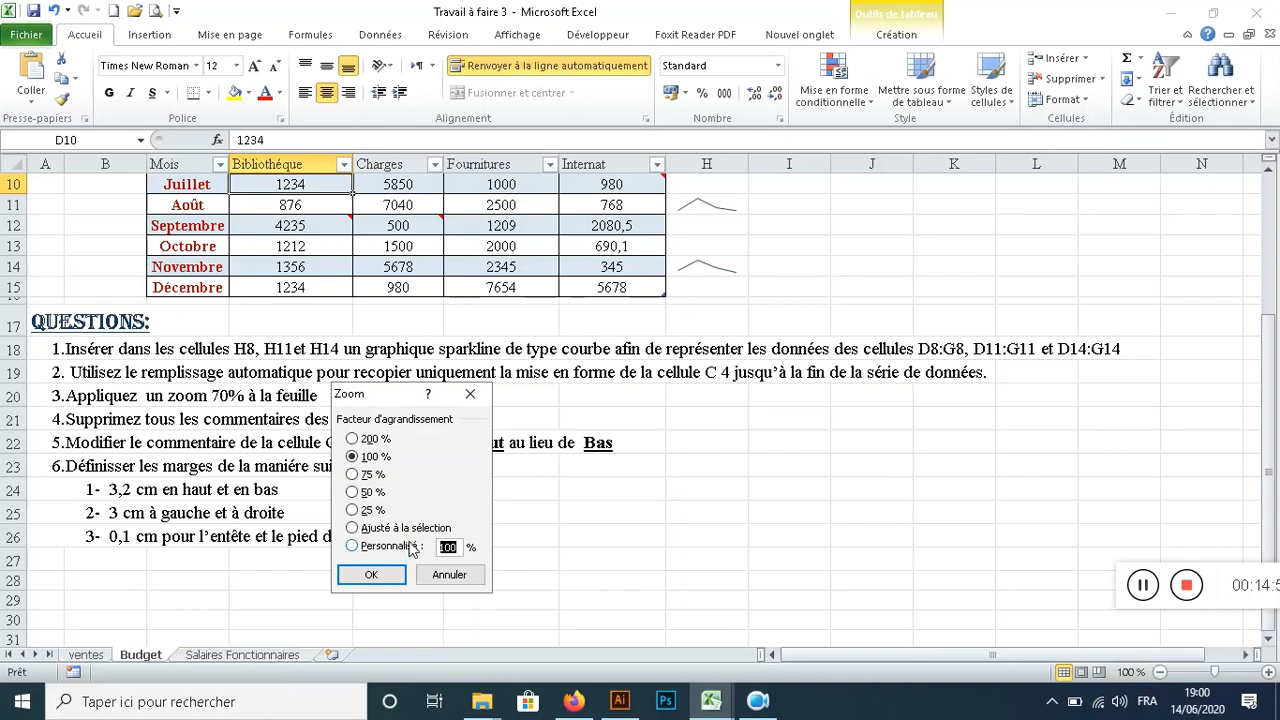 Travail à faire 3 - Microsoft Excel
Outils de tableau
Fichier Accueil Insertion Mise en page Formules Données Révision Affichage Développeur Foxit Reader PDF Nouvel onglet Création
Times New Roman 12
Renvoyer à la ligne automatiquement
Standard
Coller
G I S
Fusionner et centrer
% 000
Mise en forme conditionnelle
Mettre sous forme de tableau
Styles de cellules
Insérer
Supprimer
Format
Trier et filtrer
Rechercher et sélectionner
Presse-papiers Police Alignement Nombre Style Cellules Édition
D10 fx 1234
A B Mois Bibliothéque Charges Fournitures Internat H I J K L M N
10 Juillet 1234 5850 1000 980
11 Août 876 7040 2500 768
12 Septembre 4235 500 1209 2080,5
13 Octobre 1212 1500 2000 690,1
14 Novembre 1356 5678 2345 345
15 Décembre 1234 980 7654 5678
17 QUESTIONS:
18 1.Insérer dans les cellules H8, H11et H14 un graphique sparkline de type courbe afin de représenter les données des cellules D8:G8, D11:G11 et D14:G14
19 2. Utilisez le remplissage automatique pour recopier uniquement la mise en forme de la cellule C 4 jusqu'à la fin de la série de données.
20 3.Appliquez un zoom 70% à la feuille
21 4.Supprimez tous les commentaires des
22 5.Modifier le commentaire de la cellule ut au lieu de Bas
23 6.Définisser les marges de la maniére sui
24 1- 3,2 cm en haut et en bas
25 2- 3 cm à gauche et à droite
26 3- 0,1 cm pour l'entête et le pied d
27
28
29
30
31
Zoom ?
Facteur d'agrandissement
200 %
100 %
75 %
50 %
25 %
Ajusté à la sélection
Personnalisé : 100 %
OK Annuler
00:14:5
ventes Budget Salaires Fonctionnaires
Prêt 100 %
Taper ici pour rechercher
Ai Ps
FRA
19:00
14/06/2020